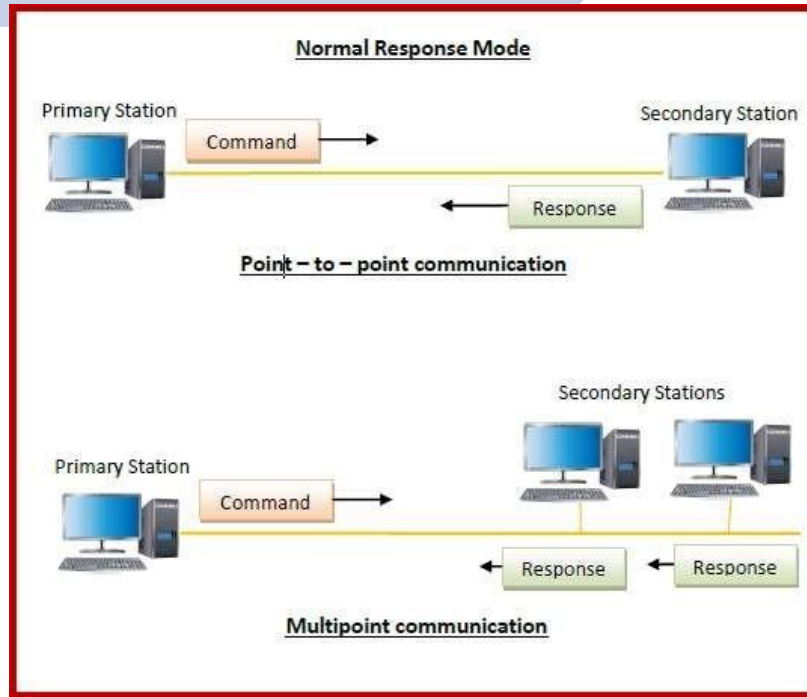 Normal Response Mode
Primary Station
Secondary Station
Command
Response
Point – to – point communication
Secondary Stations
Primary Station
Command
Response
Response
Multipoint communication